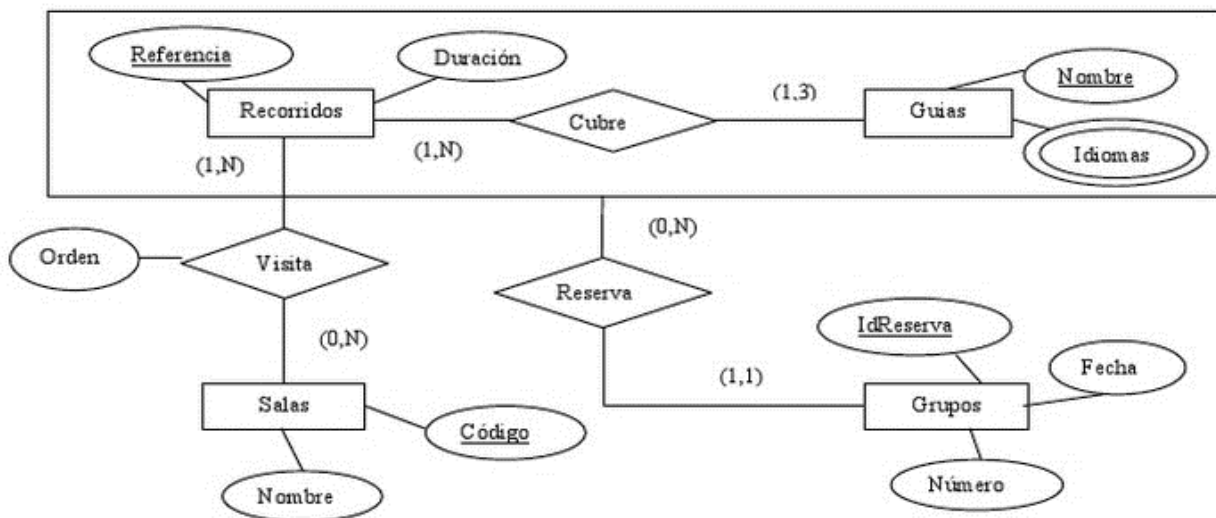 Referencia
Duración
Nombre
Recorridos
(1,N)
Cubre
(1,3)
Guias
Idiomas
(1,N)
(0,N)
Orden
Visita
Reserva
IdReserva
(0,N)
(1,1)
Fecha
Salas
Grupos
Código
Nombre
Número